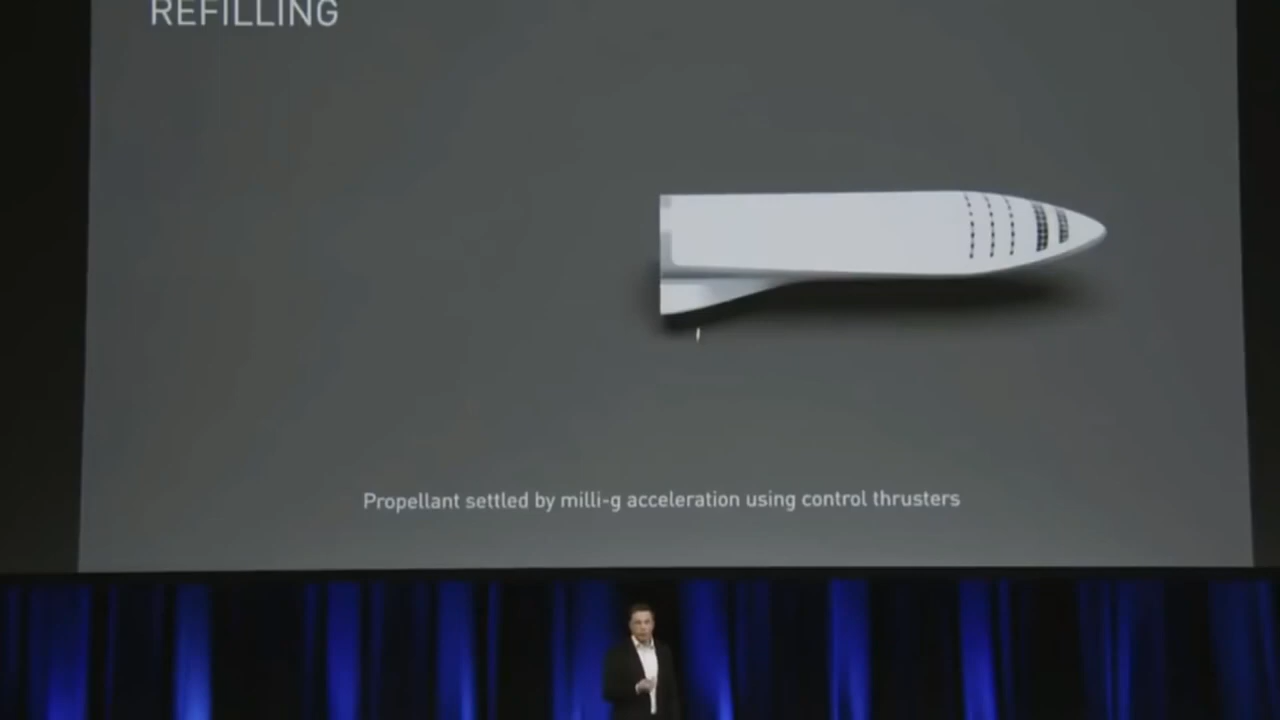 REFILLING
Propellant settled by milli-g acceleration using control thrusters